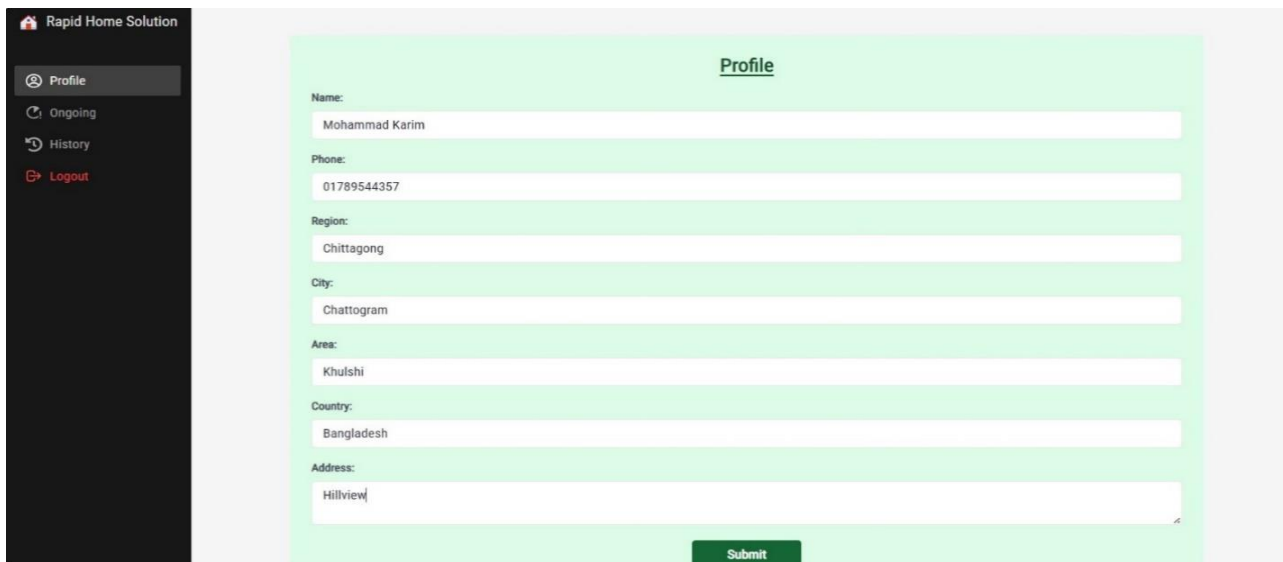 Rapid Home Solution
Profile
Ongoing
History
Logout
Profile
Name:
Mohammad Karim
Phone:
01789544357
Region:
Chittagong
City:
Chattogram
Area:
Khulshi
Country:
Bangladesh
Address:
Hillview
Submit